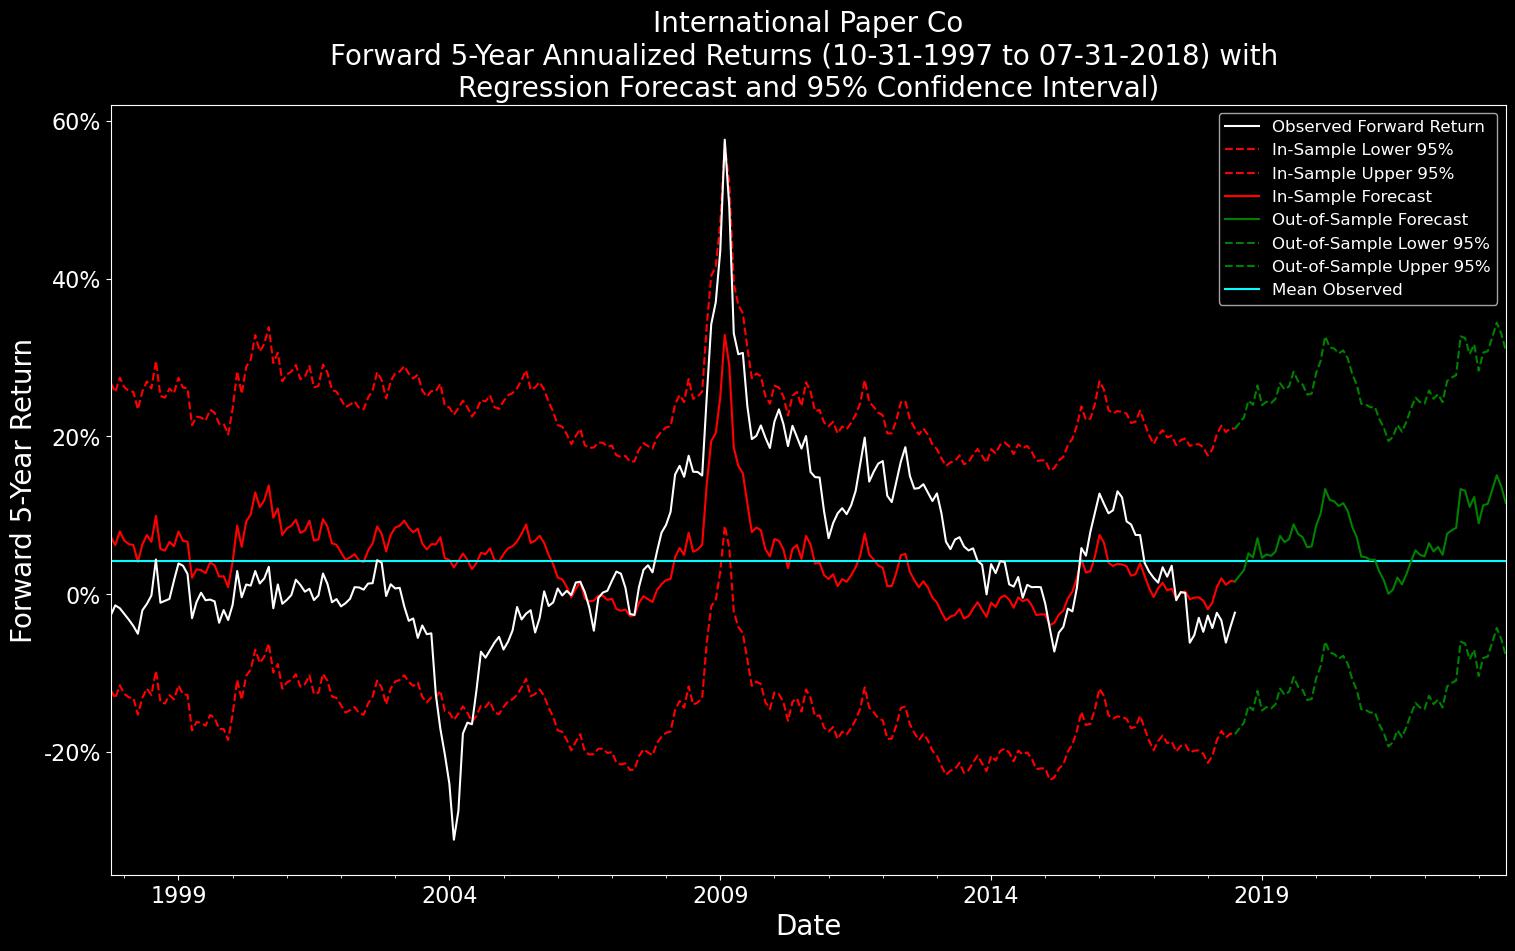 International Paper Co
Forward 5-Year Annualized Returns (10-31-1997 to 07-31-2018) with
Regression Forecast and 95% Confidence Interval)
60%
40%
20%
0%
-20%
Forward 5-Year Return
Observed Forward Return
In-Sample Lower 95%
In-Sample Upper 95%
In-Sample Forecast
Out-of-Sample Forecast
Out-of-Sample Lower 95%
Out-of-Sample Upper 95%
Mean Observed
1999
2004
2009
2014
2019
Date